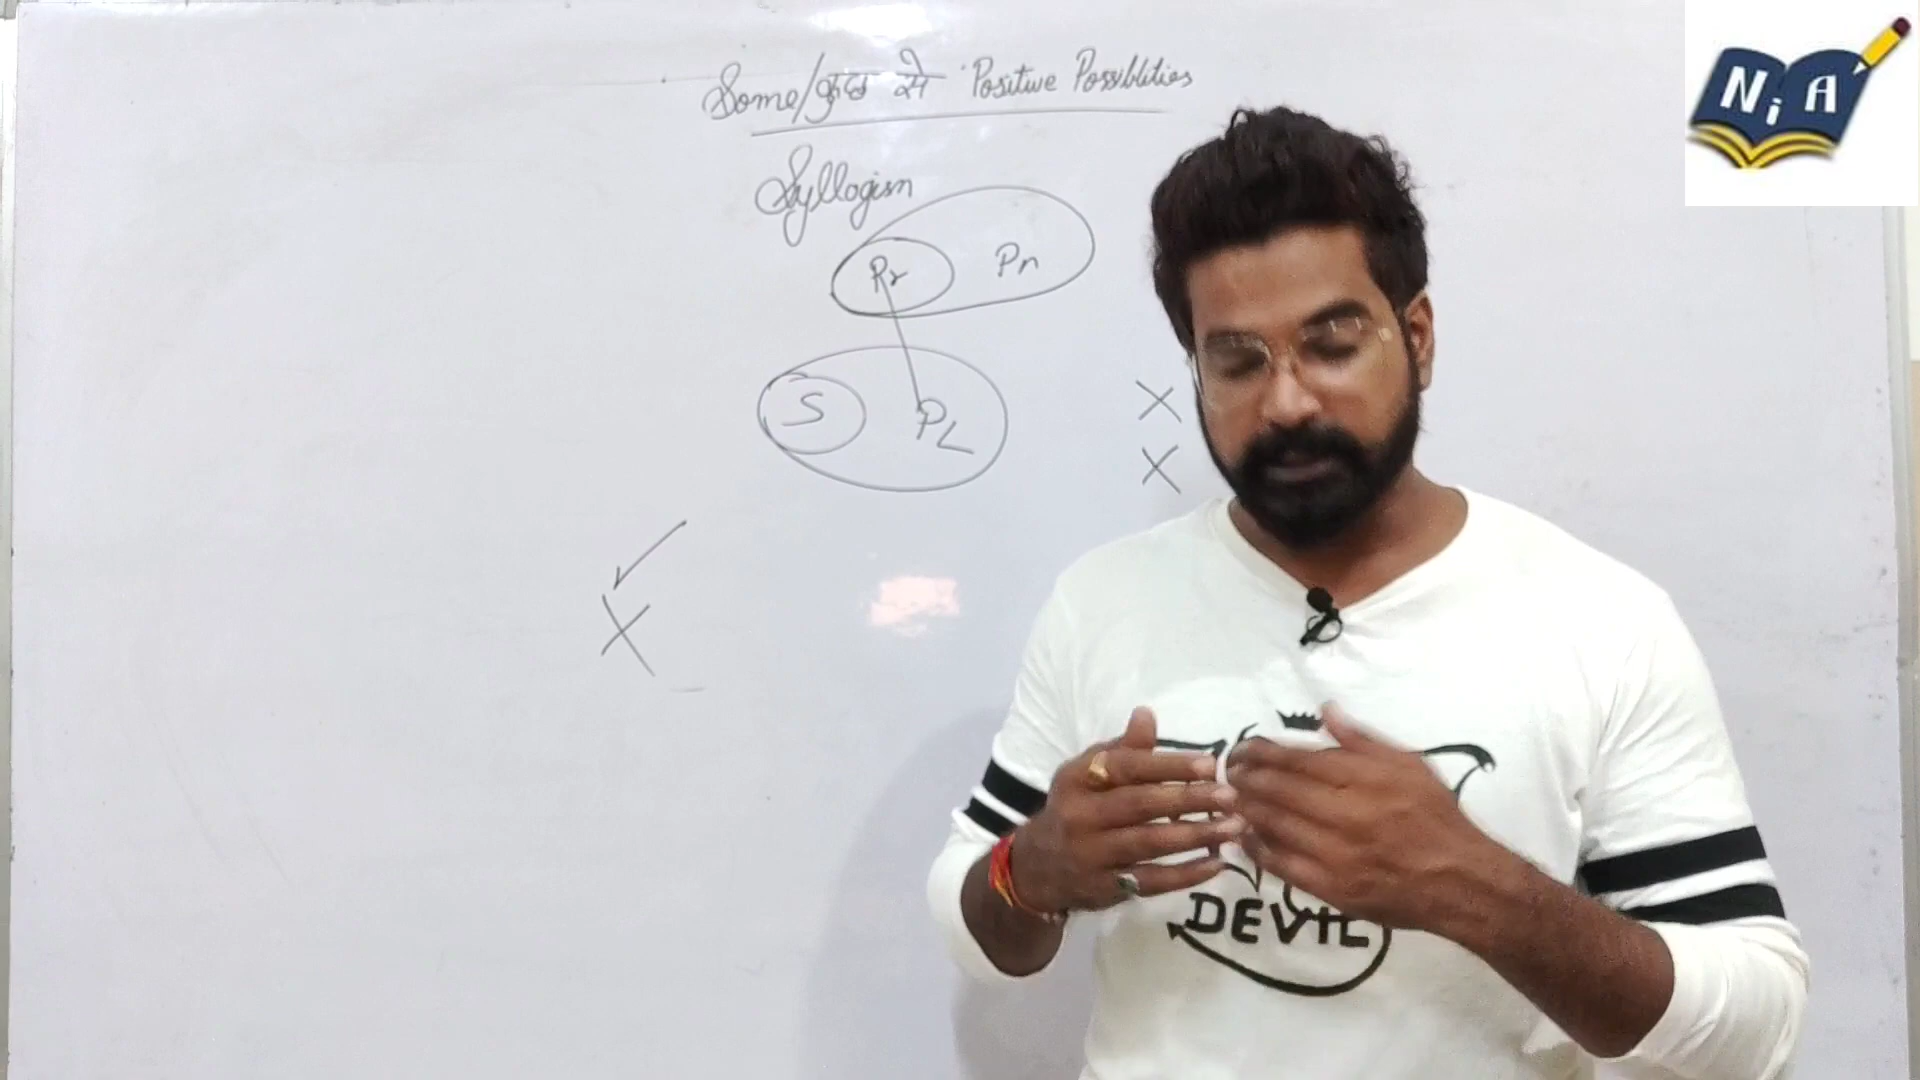 Some/कुछ से Positive Possiblities
Syllogism
Pr Pn
S PL
X
X
X
DEVIL
NiA